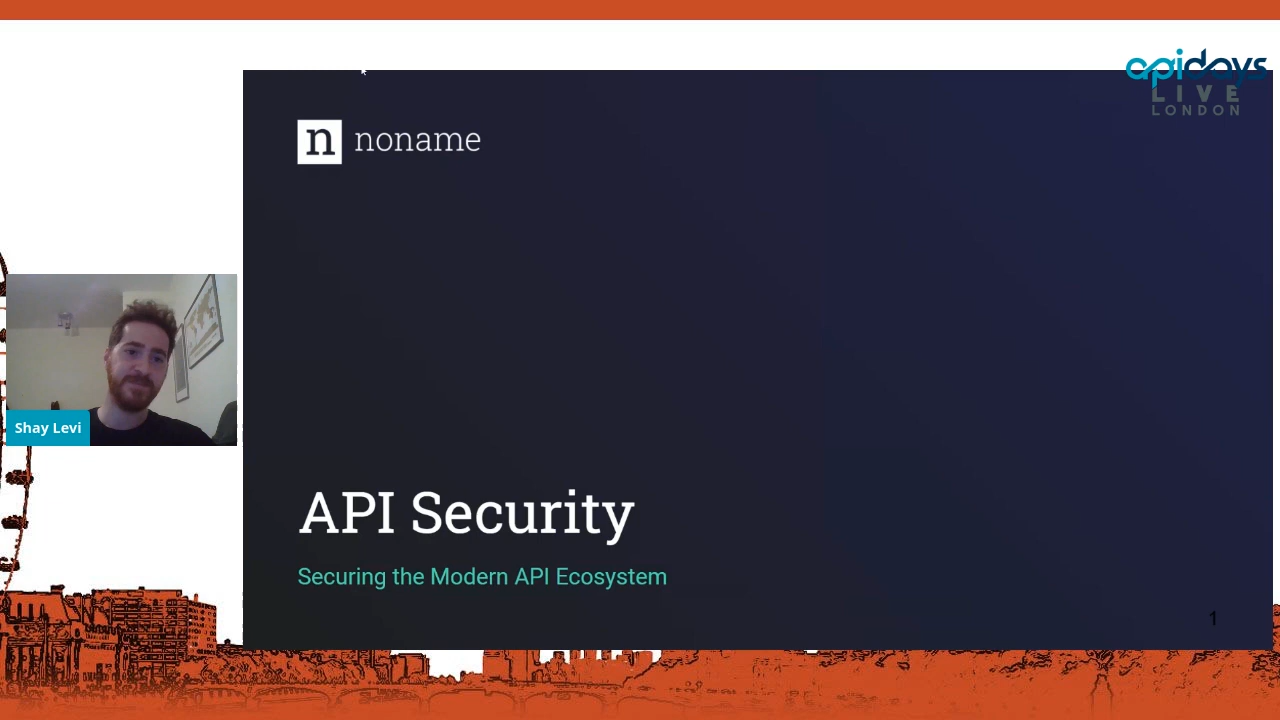 apidays
LIVE
LONDON
n noname
Shay Levi
API Security
Securing the Modern API Ecosystem
1